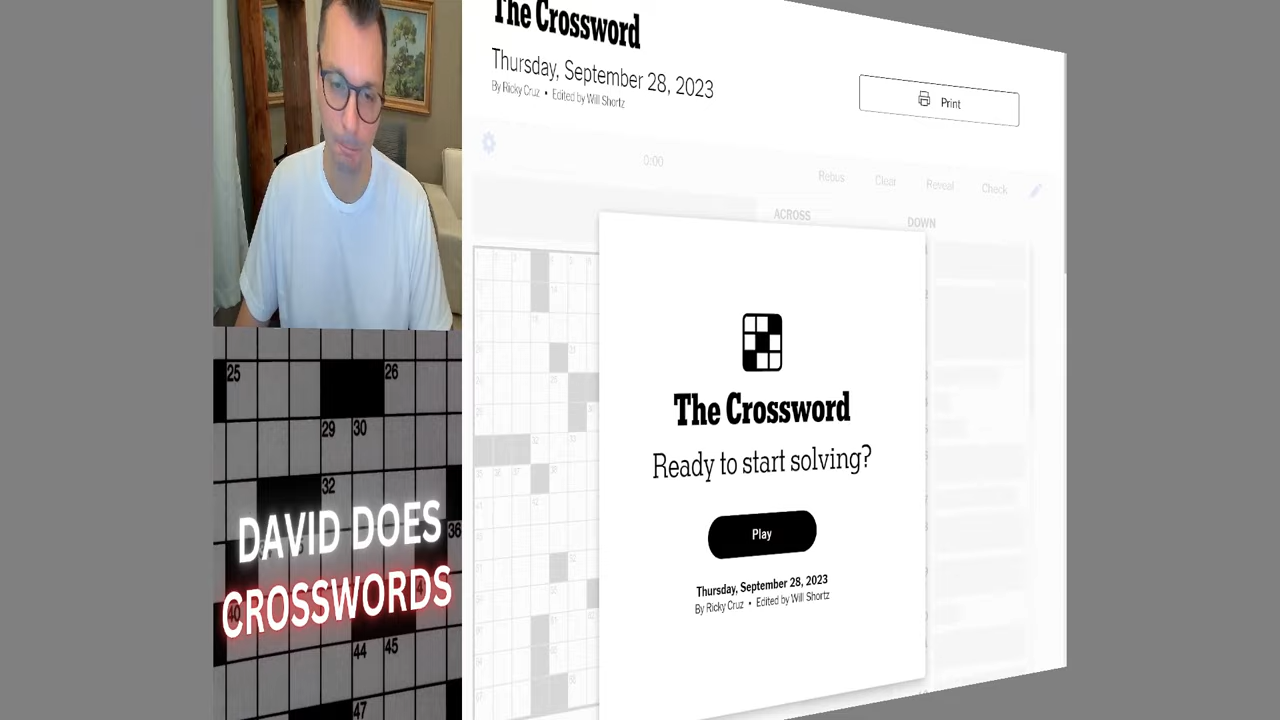 The Crossword
Thursday, September 28, 2023
By Ricky Cruz • Edited by Will Shortz
Print
0:00
Rebus
Clear
Reveal
Check
ACROSS
DOWN
The Crossword
Ready to start solving?
Play
Thursday, September 28, 2023
By Ricky Cruz • Edited by Will Shortz
25
26
29 30
32
DAVID DOES
36
CROSSWORDS
40
44 45
47